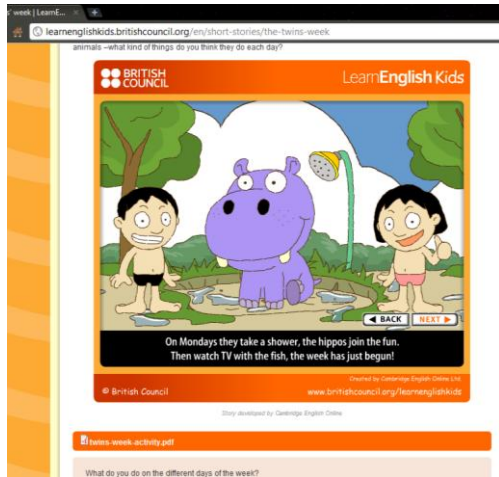 s' week | LearnE...
learnenglishkids.britishcouncil.org/en/short-stories/the-twins-week
animals –what kind of things do you think they do each day?
BRITISH
COUNCIL
LearnEnglish Kids
BACK NEXT
On Mondays they take a shower, the hippos join the fun.
Then watch TV with the fish, the week has just begun!
Created by Cambridge English Online Ltd.
© British Council
www.britishcouncil.org/learnenglishkids
Story developed by Cambridge English Online
twins-week-activity.pdf
What do you do on the different days of the week?